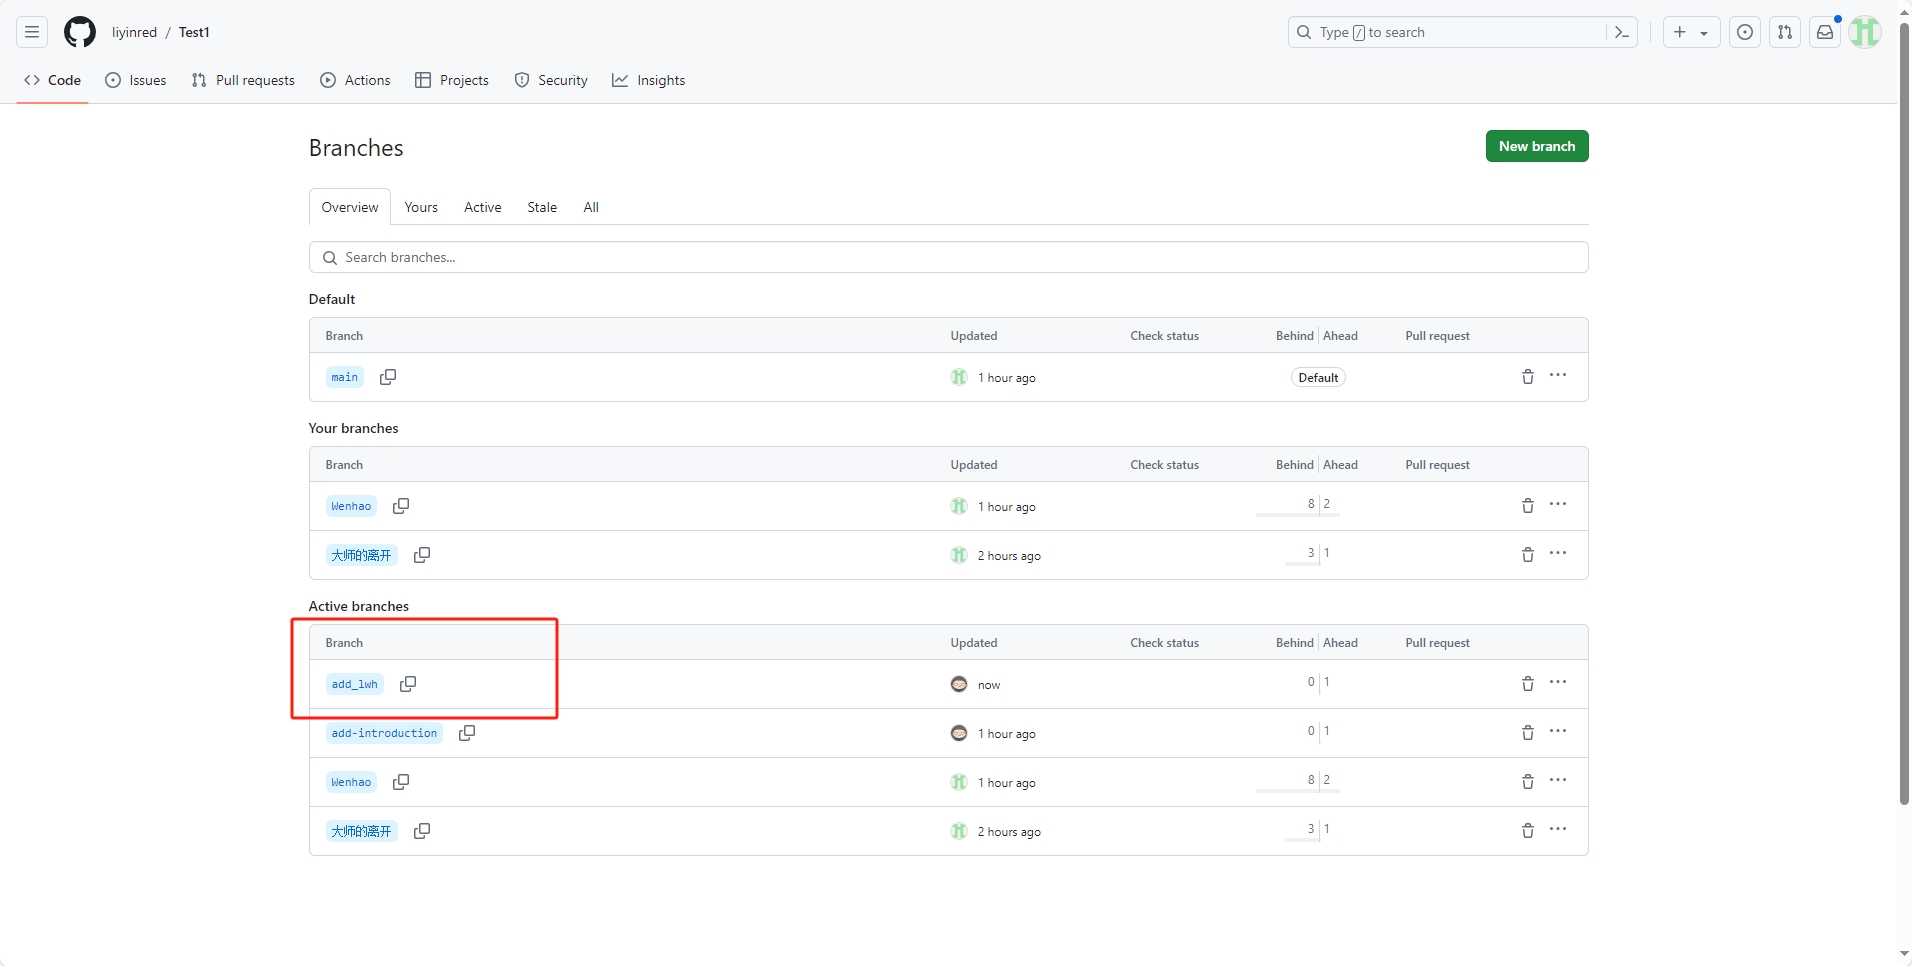 liyinred / Test1
Type / to search
Code Issues Pull requests Actions Projects Security Insights
Branches
New branch
Overview Yours Active Stale All
Search branches...
Default
Branch Updated Check status Behind Ahead Pull request
main 1 hour ago Default
Your branches
Branch Updated Check status Behind Ahead Pull request
Wenhao 1 hour ago 8 2
大师的离开 2 hours ago 3 1
Active branches
Branch Updated Check status Behind Ahead Pull request
add_lwh now 0 1
add-introduction 1 hour ago 0 1
Wenhao 1 hour ago 8 2
大师的离开 2 hours ago 3 1